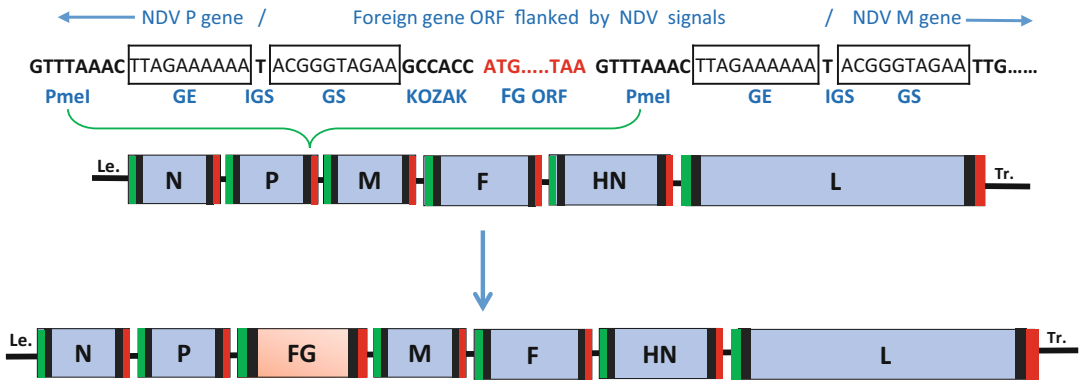 NDV P gene / Foreign gene ORF flanked by NDV signals / NDV M gene
GTTTAAAC TTAGAAAAAA T ACGGGTAGAA GCCACC ATG.....TAA GTTTAAAC TTAGAAAAAA T ACGGGTAGAA TTG......
PmeI GE IGS GS KOZAK FG ORF PmeI GE IGS GS
Le. N P M F HN L Tr.
Le. N P FG M F HN L Tr.